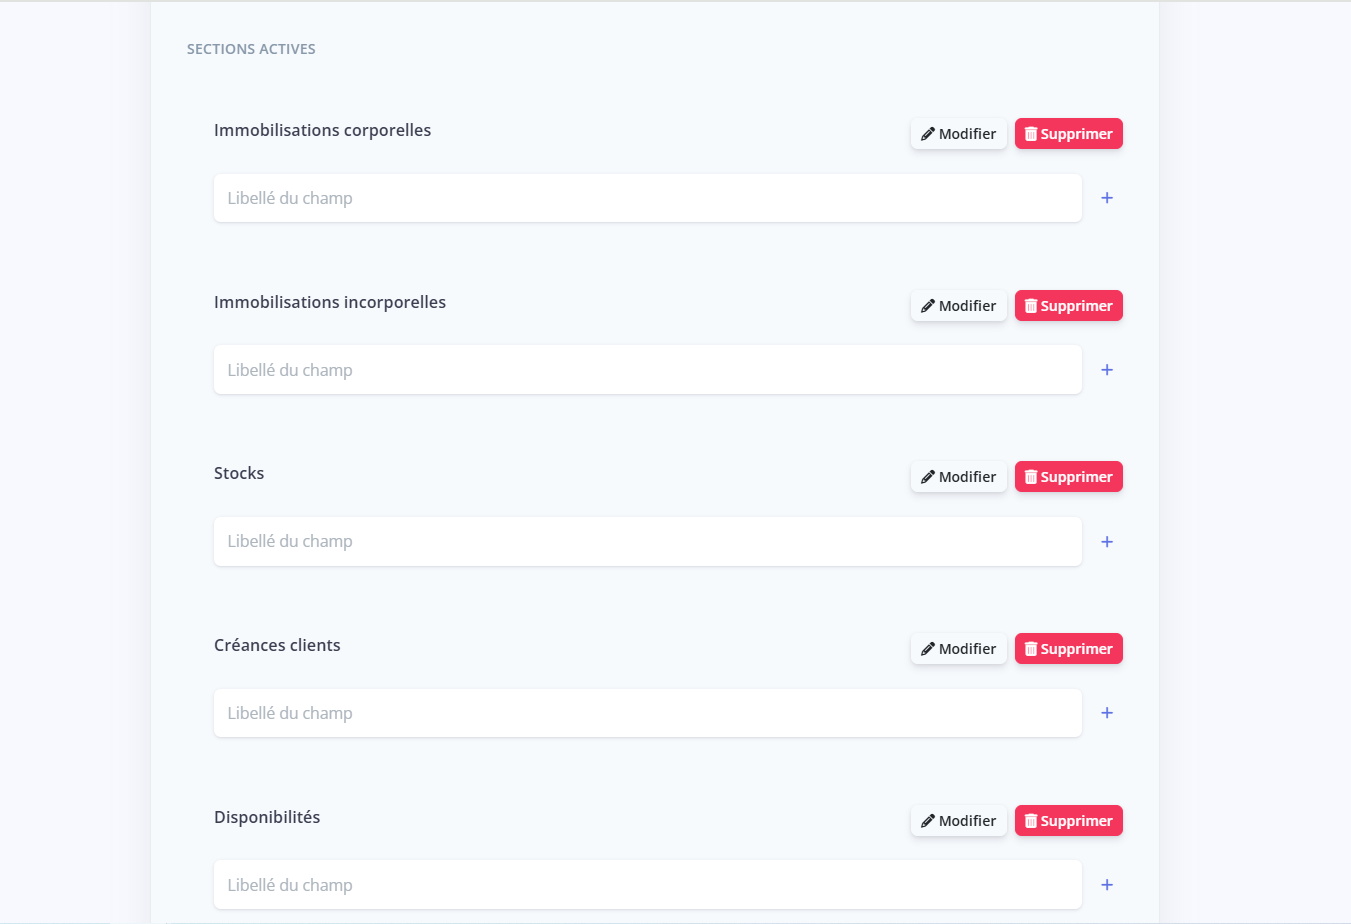 SECTIONS ACTIVES
Immobilisations corporelles
Modifier
Supprimer
Libellé du champ
+
Immobilisations incorporelles
Modifier
Supprimer
Libellé du champ
+
Stocks
Modifier
Supprimer
Libellé du champ
+
Créances clients
Modifier
Supprimer
Libellé du champ
+
Disponibilités
Modifier
Supprimer
Libellé du champ
+